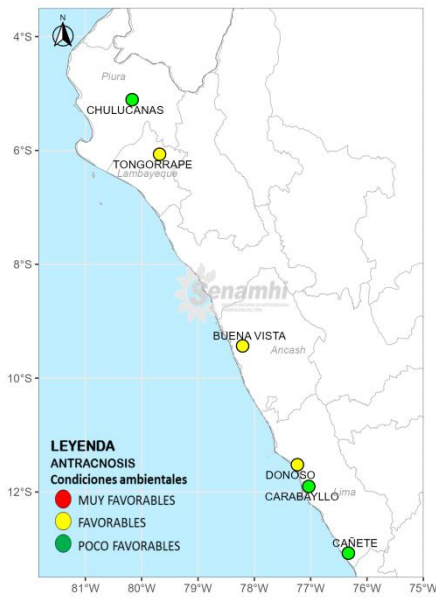 N
4°S
Piura
CHULUCANAS
6°S
TONGORRAPE
Lambayeque
8°S
Senamhi
BUENA VISTA
Ancash
10°S
LEYENDA
ANTRACNOSIS
Condiciones ambientales
MUY FAVORABLES
FAVORABLES
POCO FAVORABLES
DONOSO
CARABAYLLO
Lima
12°S
CAÑETE
81°W
80°W
79°W
78°W
77°W
76°W
75°W